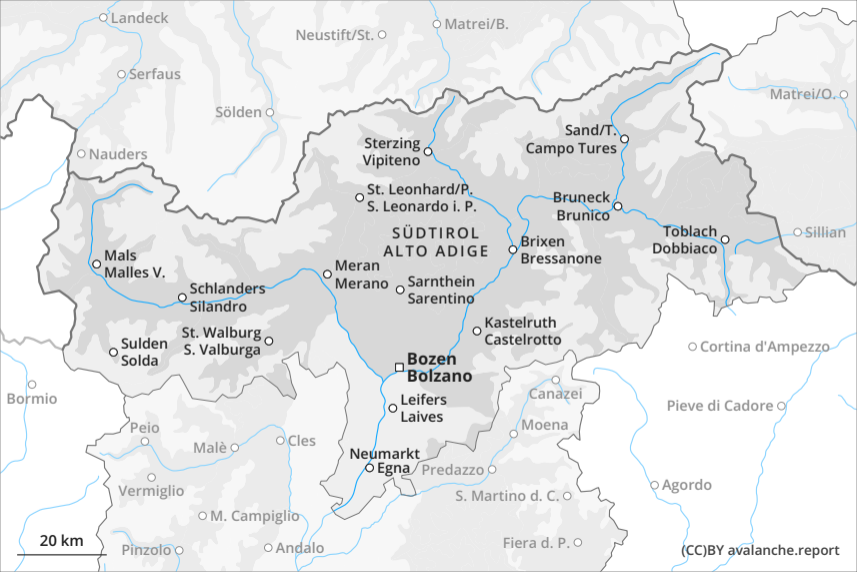 Landeck
Matrei/B.
Neustift/St.
Serfaus
Matrei/O.
Sölden
Sand/T.
Campo Tures
Sterzing
Vipiteno
Nauders
St. Leonhard/P.
S. Leonardo i. P.
Bruneck
Brunico
SÜDTIROL
ALTO ADIGE
Toblach
Dobbiaco
Sillian
Brixen
Bressanone
Mals
Malles V.
Meran
Merano
Sarnthein
Sarentino
Schlanders
Silandro
Kastelruth
Castelrotto
St. Walburg
S. Valburga
Sulden
Solda
Cortina d'Ampezzo
Bozen
Bolzano
Bormio
Canazei
Leifers
Laives
Pieve di Cadore
Peio
Moena
Cles
Malè
Neumarkt
Egna
Predazzo
Vermiglio
Agordo
S. Martino d. C.
M. Campiglio
20 km
Pinzolo
Andalo
Fiera d. P.
(CC)BY avalanche.report